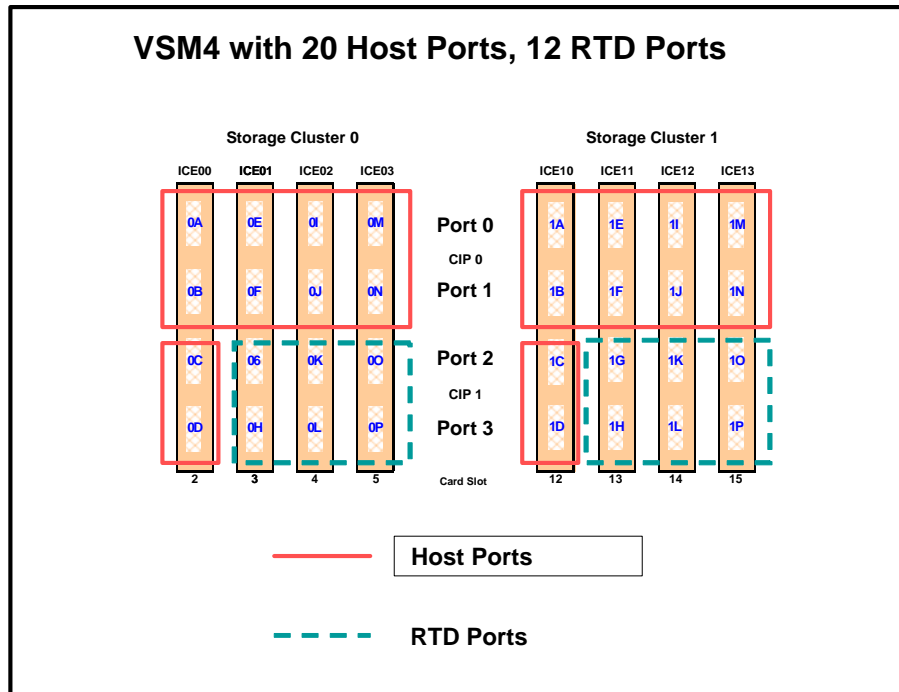 VSM4 with 20 Host Ports, 12 RTD Ports
Storage Cluster 0 Storage Cluster 1
ICE00 ICE01 ICE02 ICE03 ICE10 ICE11 ICE12 ICE13
0A 0E 0I 0M Port 0 1A 1E 1I 1M
CIP 0
0B 0F 0J 0N Port 1 1B 1F 1J 1N
0C 06 0K 0O Port 2 1C 1G 1K 1O
CIP 1
0D 0H 0L 0P Port 3 1D 1H 1L 1P
2 3 4 5 Card Slot 12 13 14 15
Host Ports
RTD Ports